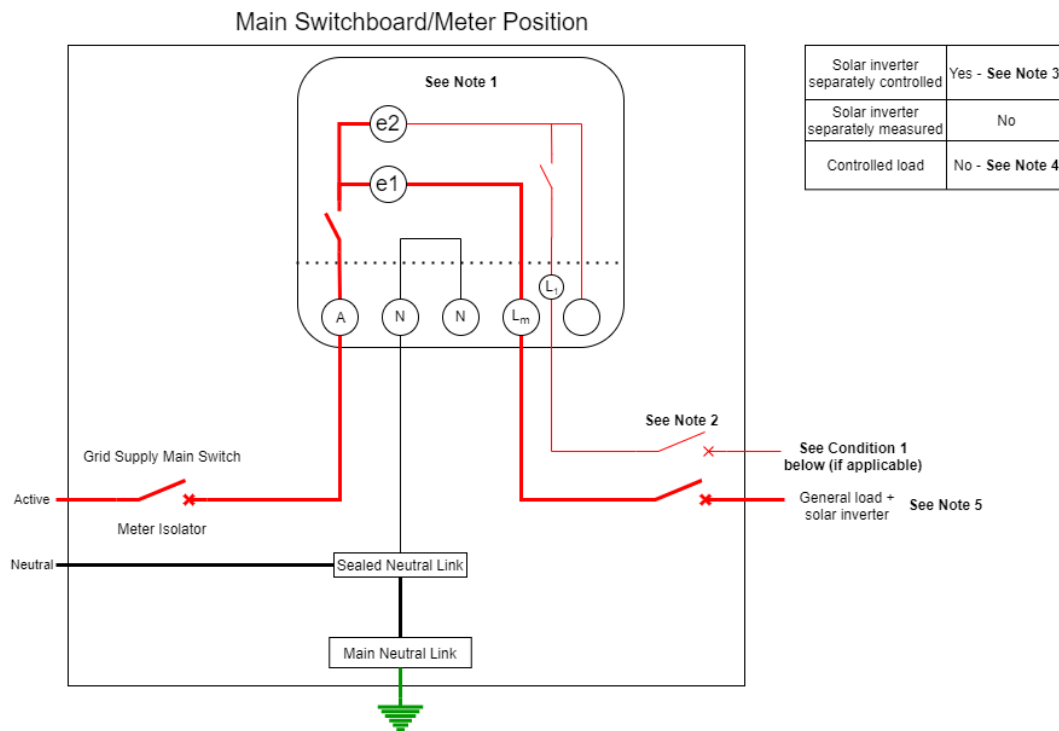 Main Switchboard/Meter Position
See Note 1
e2
e1
L1
A
N
N
Lm
Solar inverter
separately controlled
Yes - See Note 3
Solar inverter
separately measured
No
Controlled load
No - See Note 4
See Note 2
See Condition 1
below (if applicable)
Grid Supply Main Switch
Active
Meter Isolator
General load +
solar inverter
See Note 5
Neutral
Sealed Neutral Link
Main Neutral Link